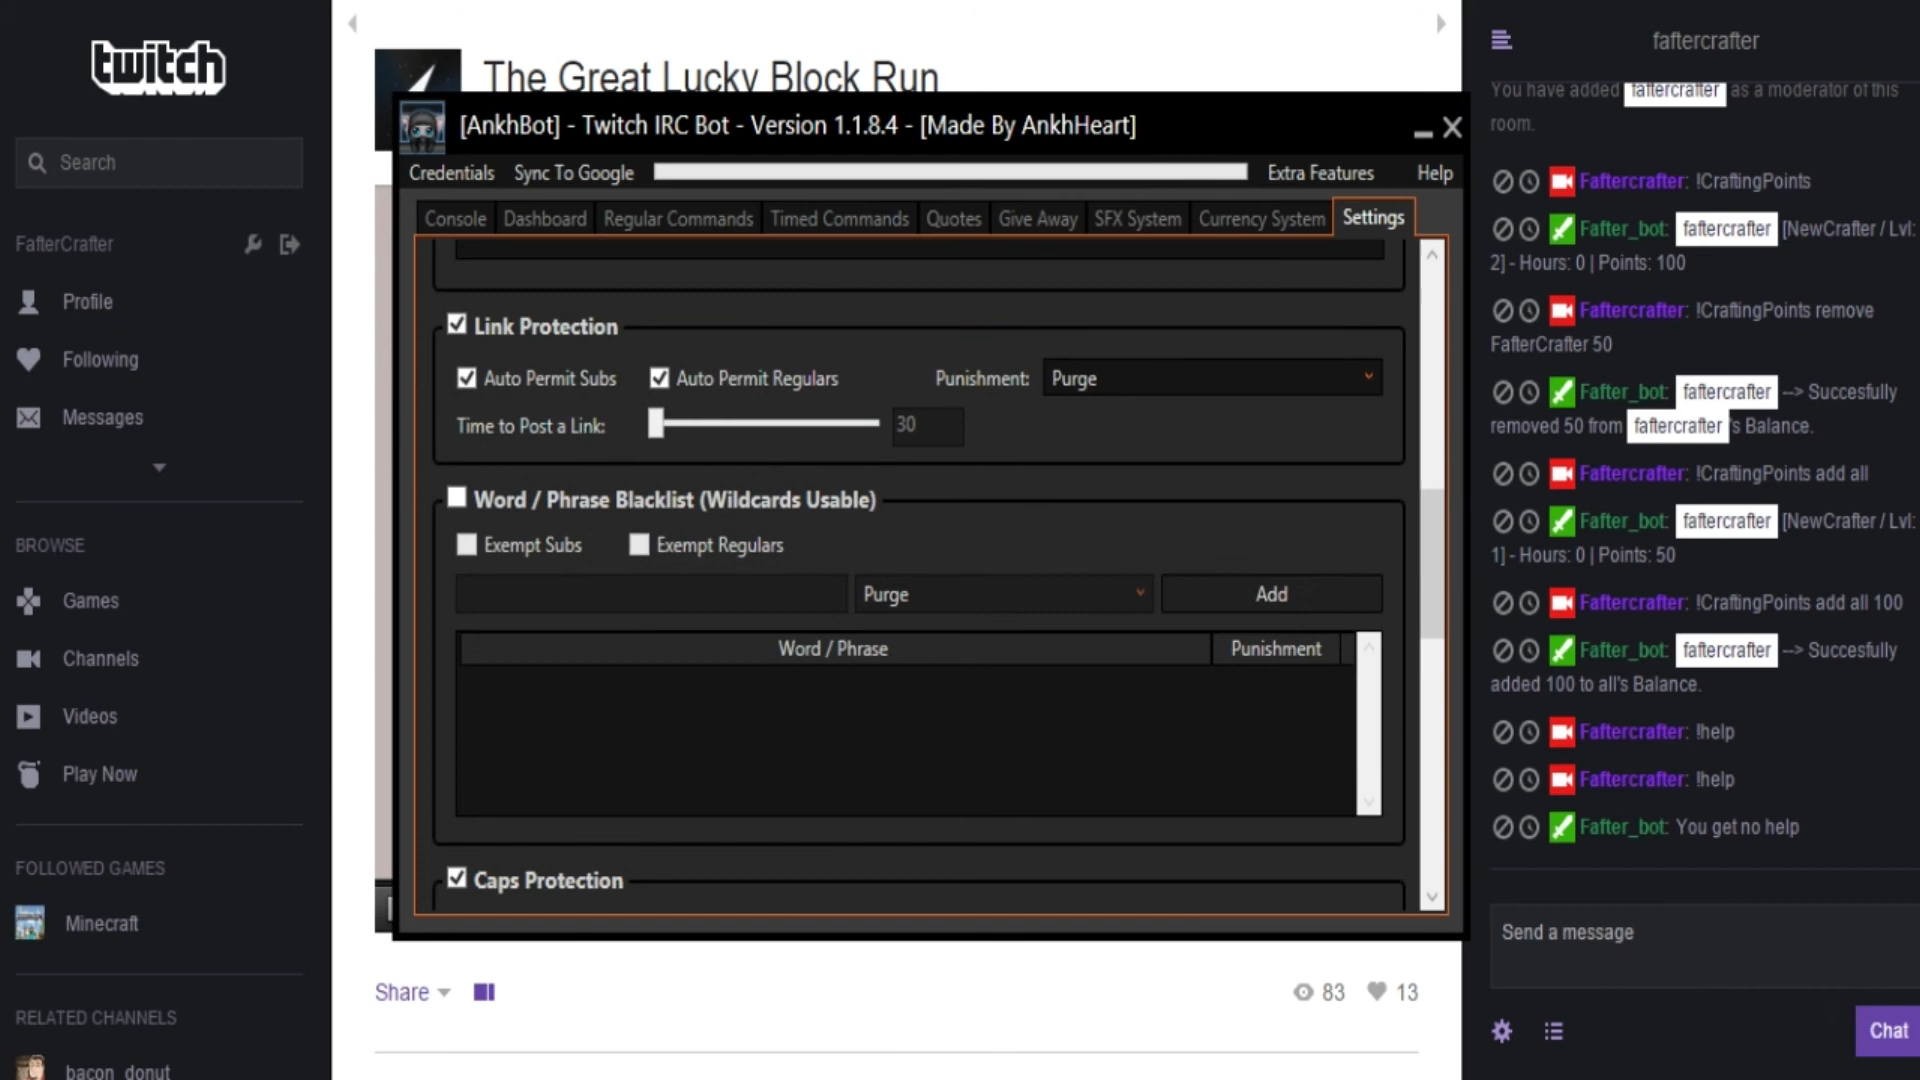 twitch
Search
FafterCrafter
Profile
Following
Messages
BROWSE
Games
Channels
Videos
Play Now
FOLLOWED GAMES
Minecraft
RELATED CHANNELS
bacon_donut
The Great Lucky Block Run
[AnkhBot] - Twitch IRC Bot - Version 1.1.8.4 - [Made By AnkhHeart]
Credentials Sync To Google Extra Features Help
Console Dashboard Regular Commands Timed Commands Quotes Give Away SFX System Currency System Settings
Link Protection
Auto Permit Subs Auto Permit Regulars Punishment: Purge
Time to Post a Link: 30
Word / Phrase Blacklist (Wildcards Usable)
Exempt Subs Exempt Regulars
Purge Add
Word / Phrase Punishment
Caps Protection
Share 83 13
faftercrafter
You have added faftercrafter as a moderator of this
room.
Faftercrafter: !CraftingPoints
Fafter_bot: faftercrafter [NewCrafter / Lvl:
2] - Hours: 0 | Points: 100
Faftercrafter: !CraftingPoints remove
FafterCrafter 50
Fafter_bot: faftercrafter --> Succesfully
removed 50 from faftercrafter's Balance.
Faftercrafter: !CraftingPoints add all
Fafter_bot: faftercrafter [NewCrafter / Lvl:
1] - Hours: 0 | Points: 50
Faftercrafter: !CraftingPoints add all 100
Fafter_bot: faftercrafter --> Succesfully
added 100 to all's Balance.
Faftercrafter: !help
Faftercrafter: !help
Fafter_bot: You get no help
Send a message
Chat